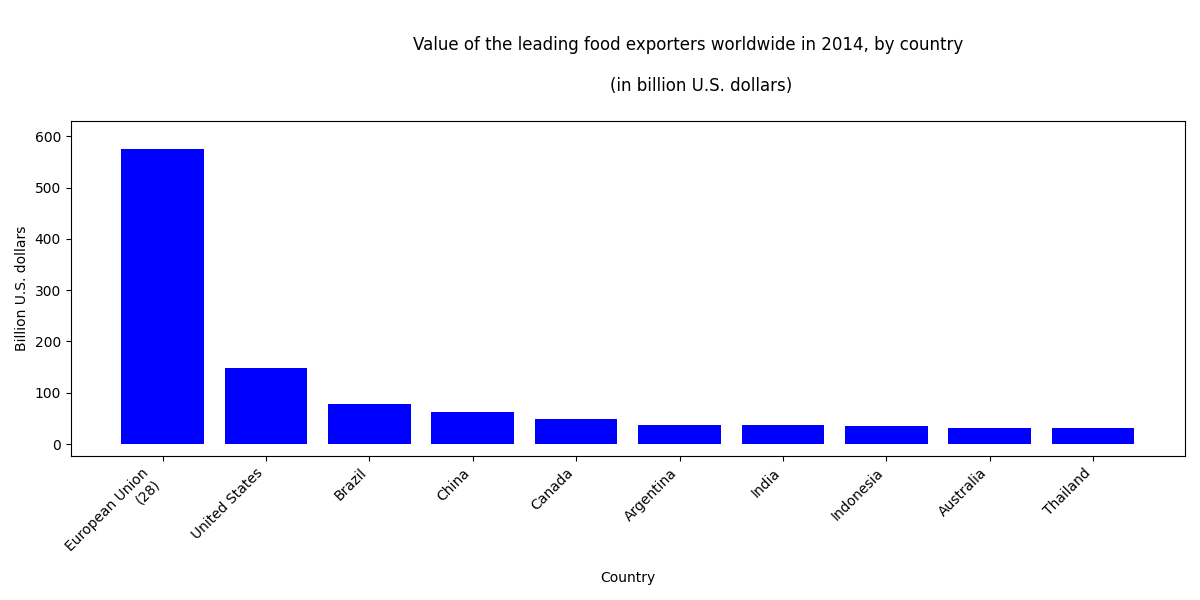 Value of the leading food exporters worldwide in 2014, by country
(in billion U.S. dollars)
Billion U.S. dollars
600
500
400
300
200
100
0
European Union
(28)
United States
Brazil
China
Canada
Argentina
India
Indonesia
Australia
Thailand
Country